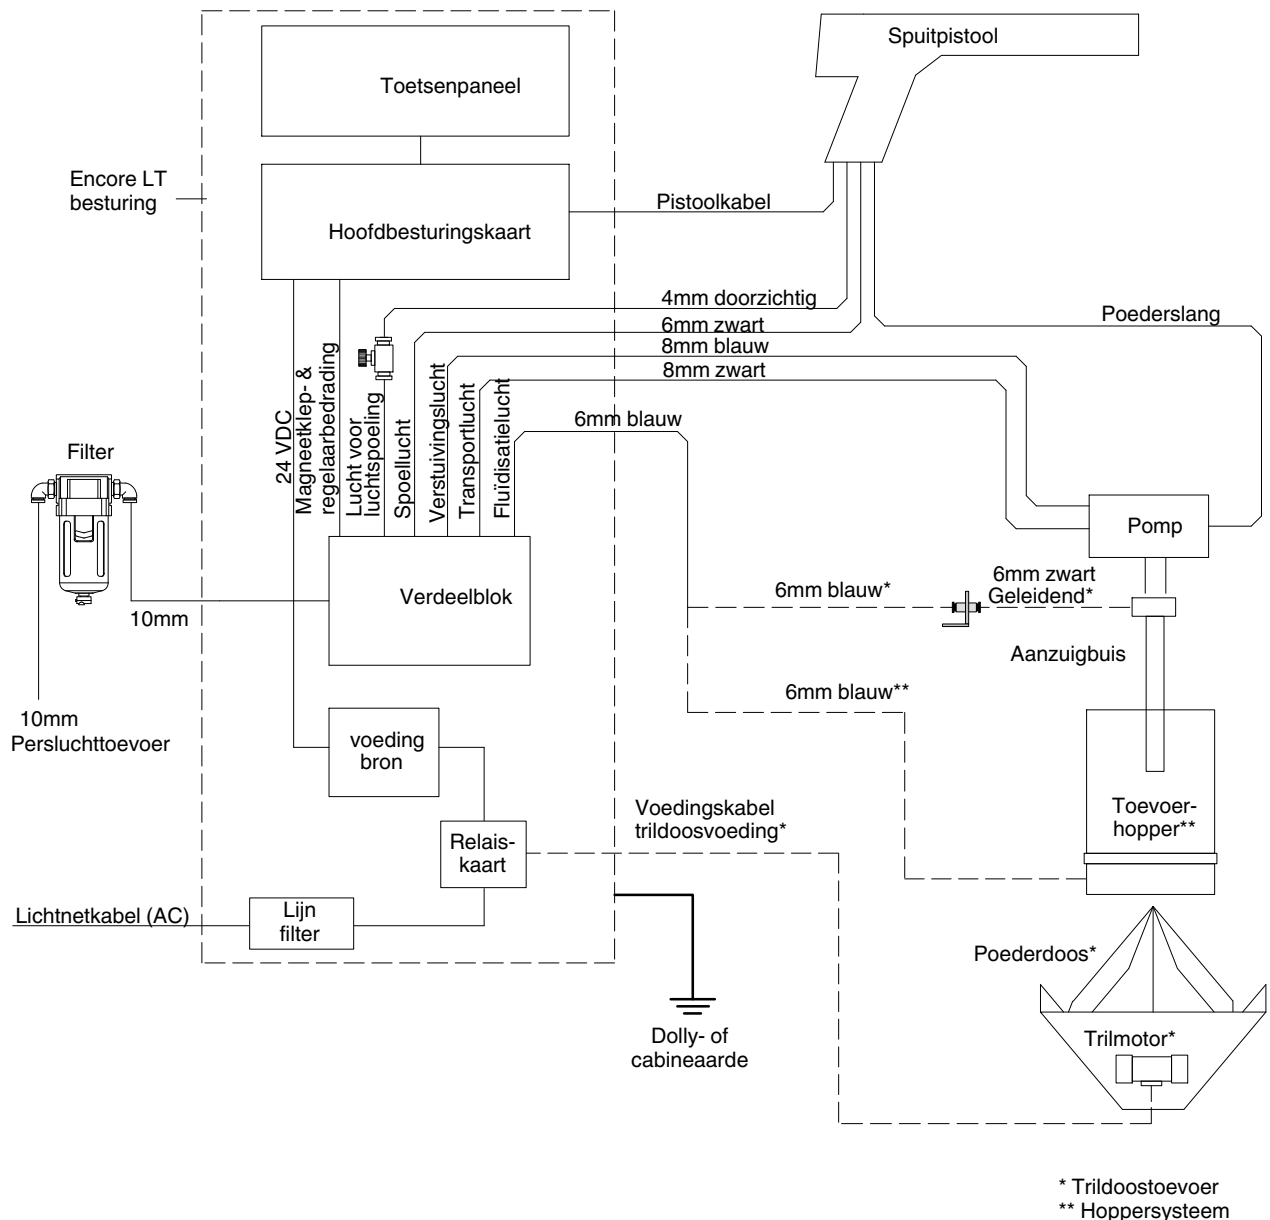 Spuitpistool
Toetsenpaneel
Encore LT
besturing
Pistoolkabel
Hoofdbesturingskaart
4mm doorzichtig
6mm zwart
8mm blauw
8mm zwart
Poederslang
24 VDC
Magneetklep- &
regelaarbedrading
Lucht voor
luchtspoeling
Spoellucht
Verstuivingslucht
Transportlucht
Fluïdisatielucht
6mm blauw
Filter
Pomp
10mm
Verdeelblok
6mm blauw*
6mm zwart
Geleidend*
Aanzuigbuis
6mm blauw**
10mm
Persluchttoevoer
voeding
bron
Voedingskabel
trildoosvoeding*
Toevoer-
hopper**
Relais-
kaart
Lichtnetkabel (AC)
Lijn
filter
Poederdoos*
Dolly- of
cabineaarde
Trilmotor*
* Trildoostoevoer
** Hoppersysteem